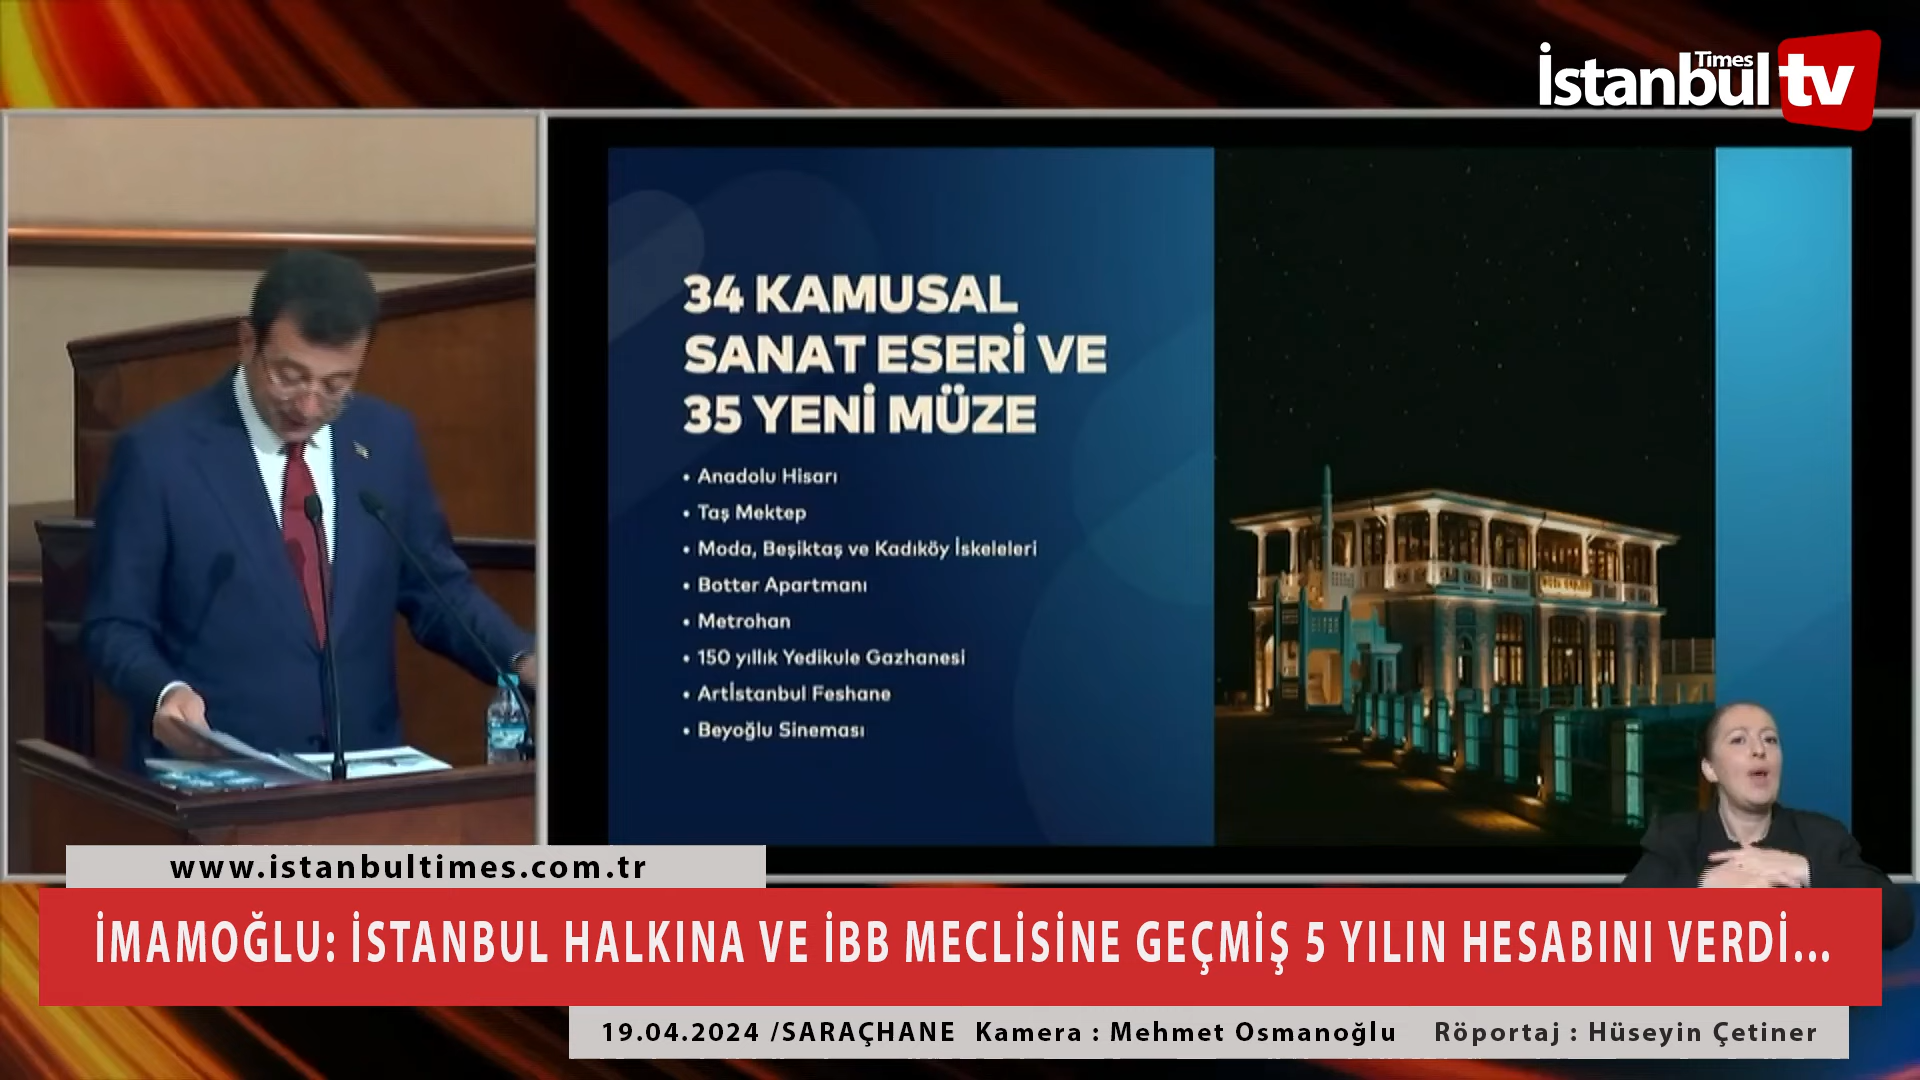 Times
İstanbul tv
34 KAMUSAL
SANAT ESERİ VE
35 YENİ MÜZE
• Anadolu Hisarı
• Taş Mektep
• Moda, Beşiktaş ve Kadıköy İskeleleri
• Botter Apartmanı
• Metrohan
• 150 yıllık Yedikule Gazhanesi
• Artİstanbul Feshane
• Beyoğlu Sineması
www.istanbultimes.com.tr
İMAMOĞLU: İSTANBUL HALKINA VE İBB MECLİSİNE GEÇMİŞ 5 YILIN HESABINI VERDİ...
19.04.2024 /SARAÇHANE Kamera : Mehmet Osmanoğlu Röportaj : Hüseyin Çetiner